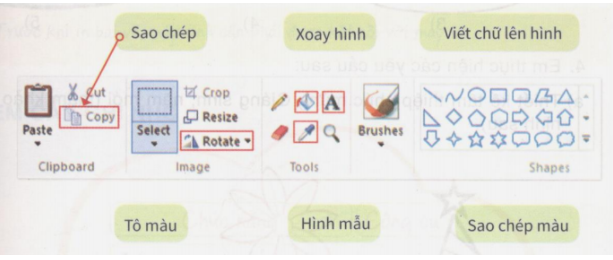 Sao chép
Xoay hình
Viết chữ lên hình
Cut
Copy
Paste
Clipboard
Crop
Resize
Select
Rotate
Image
A
Tools
Brushes
Shapes
Tô màu
Hình mẫu
Sao chép màu